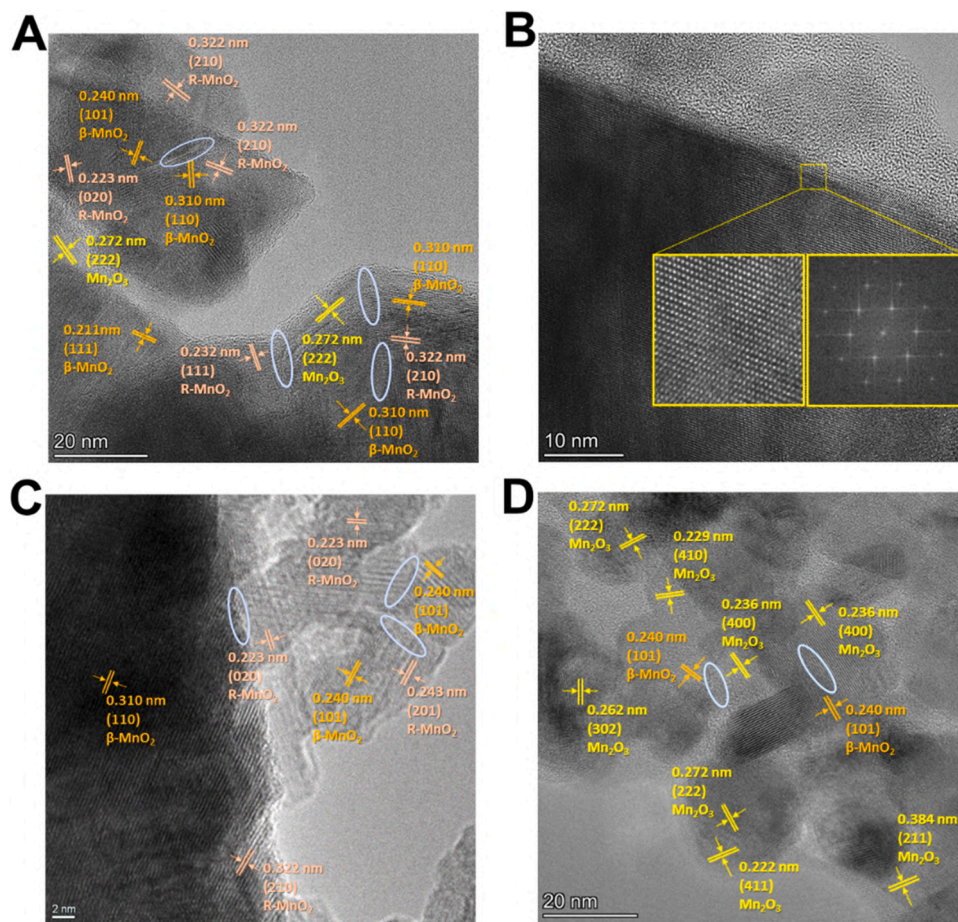 A
0.322 nm
(210)
R-MnO₂
0.240 nm
(101)
β-MnO₂
0.322 nm
(210)
R-MnO₂
0.223 nm
(020)
R-MnO₂
0.310 nm
(110)
β-MnO₂
0.272 nm
(222)
Mn₂O₃
0.310 nm
(110)
β-MnO₂
0.211nm
(111)
β-MnO₂
0.232 nm
(111)
R-MnO₂
0.272 nm
(222)
Mn₂O₃
0.322 nm
(210)
R-MnO₂
0.310 nm
(110)
β-MnO₂
20 nm
B
10 nm
C
0.223 nm
(020)
R-MnO₂
0.240 nm
(101)
β-MnO₂
0.223 nm
(020)
R-MnO₂
0.310 nm
(110)
β-MnO₂
0.240 nm
(101)
β-MnO₂
0.243 nm
(201)
R-MnO₂
0.322 nm
(210)
R-MnO₂
2 nm
D
0.272 nm
(222)
Mn₂O₃
0.229 nm
(410)
Mn₂O₃
0.236 nm
(400)
Mn₂O₃
0.236 nm
(400)
Mn₂O₃
0.240 nm
(101)
β-MnO₂
0.262 nm
(302)
Mn₂O₃
0.240 nm
(101)
β-MnO₂
0.272 nm
(222)
Mn₂O₃
0.384 nm
(211)
Mn₂O₃
0.222 nm
(411)
Mn₂O₃
20 nm